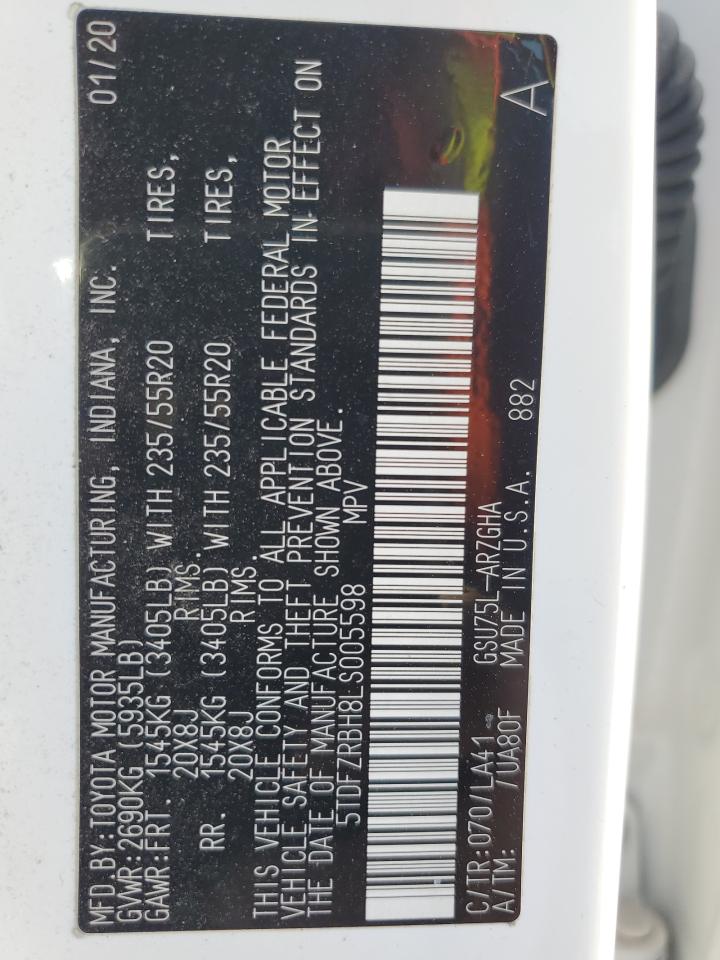 MFD.BY:TOYOTA MOTOR MANUFACTURING, INDIANA, INC. 01/20
GVWR:2690KG (5935LB)
GAWR:FRT. 1545KG (3405LB) WITH 235/55R20 TIRES,
20X8J RIMS.
RR. 1545KG (3405LB) WITH 235/55R20 TIRES,
20X8J RIMS.
THIS VEHICLE CONFORMS TO ALL APPLICABLE FEDERAL MOTOR
VEHICLE SAFETY AND THEFT PREVENTION STANDARDS IN EFFECT ON
THE DATE OF MANUFACTURE SHOWN ABOVE.
5TDFZRBH8LS005598 MPV
C/TR:070/LA41 GSU75L-ARZGHA
A/TM: /UA80F MADE IN U.S.A. 882 A